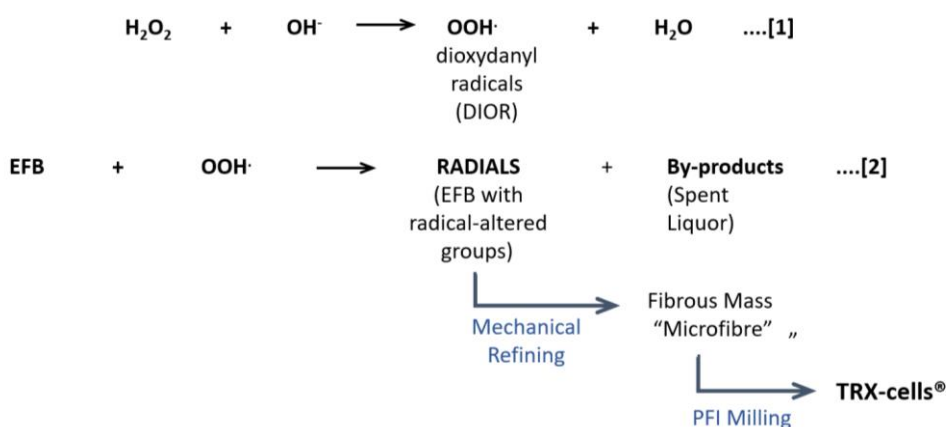 H₂O₂ + OH⁻ OOH· + H₂O ....[1]
dioxydanyl
radicals
(DIOR)
EFB + OOH· RADIALS + By-products ....[2]
(EFB with (Spent
radical-altered Liquor)
groups)
Fibrous Mass
Mechanical "Microfibre" „
Refining
TRX-cells®
PFI Milling